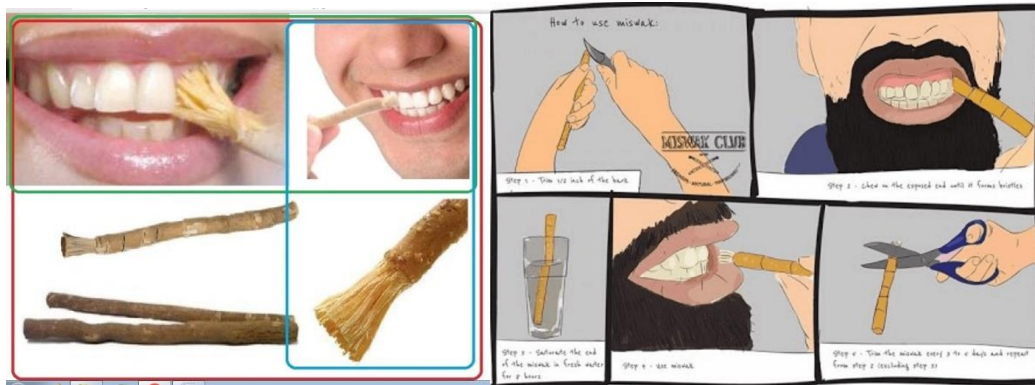 How to use miswak:
MISWAK CLUB
Step 1 - Trim 1/2 inch of the bark
Step 2 - Chew on the exposed end until it forms bristles
Step 3 - Saturate the end
of the miswak in fresh water
for 2 hours
Step 4 - Use miswak
Trim the miswak every 3 to 5 days and repeat
from step 2 (excluding step 3)